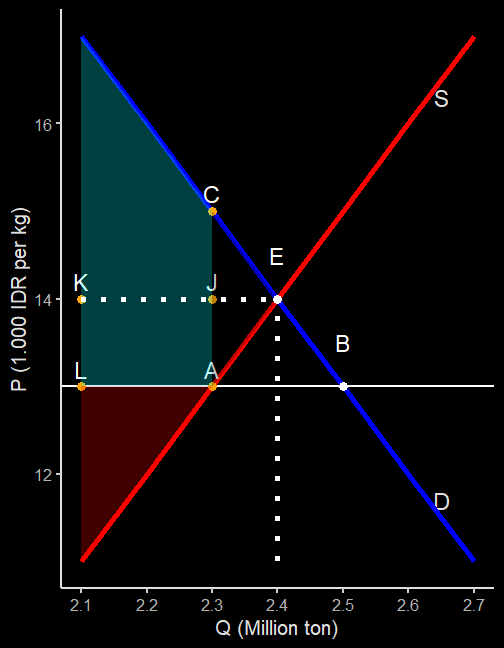 S
16
C
E
K
J
14
B
L
A
12
D
2.1 2.2 2.3 2.4 2.5 2.6 2.7
Q (Million ton)
P (1.000 IDR per kg)